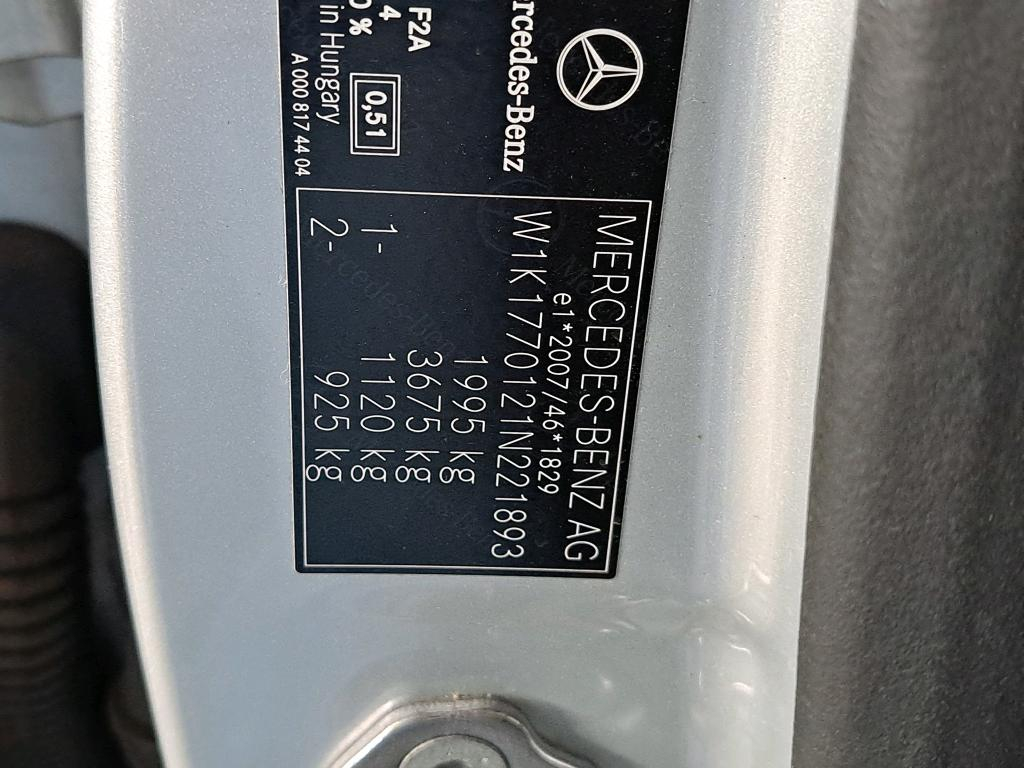 rcedes-Benz
F2A
4
0,51
%
in Hungary
A 000 817 44 04
MERCEDES-BENZ AG
e1*2007/46*1829
W1K1770121N221893
1995 kg
3675 kg
1- 1120 kg
2- 925 kg